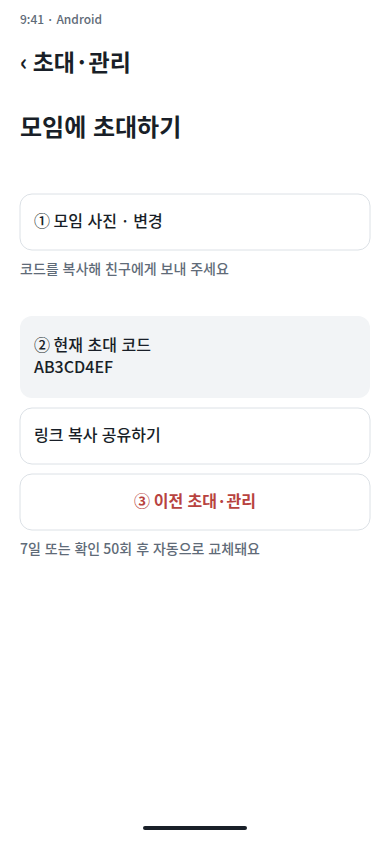 9:41 · Android
‹ 초대·관리
모임에 초대하기
① 모임 사진 · 변경
코드를 복사해 친구에게 보내 주세요
② 현재 초대 코드
AB3CD4EF
링크 복사 공유하기
③ 이전 초대·관리
7일 또는 확인 50회 후 자동으로 교체돼요